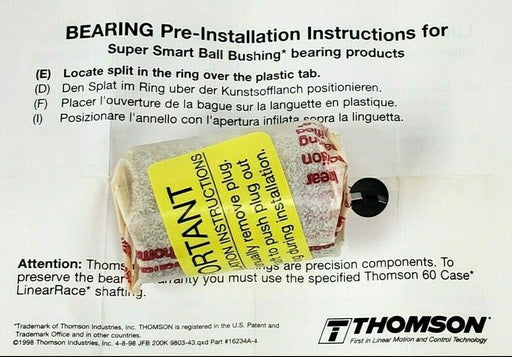 BEARING Pre-Installation Instructions for
Super Smart Ball Bushing* bearing products
(E) Locate split in the ring over the plastic tab.
(D) Den Splat im Ring uber der Kunstsofflanch positionieren.
(F) Placer l'ouverture de la bague sur la languette en plastique.
(I) Posizionare l'annello con l'apertura infilata sopra la linguetta.
ORTANT
ATION INSTRUCTIONS
nually remove plug.
t to push plug out
g during installation.
Attention: Thoms ngs are precision components. To
preserve the bear rranty you must use the specified Thomson 60 Case*
LinearRace* shafting.
*Trademark of Thomson Industries, Inc. THOMSON is registered in the U.S. Patent and
Trademark Office and in other countries.
©1998 Thomson Industries, Inc. 4-8-98 JFB 200K 9803-43.qxd Part #16234A-4
THOMSON
First in Linear Motion and Control Technology